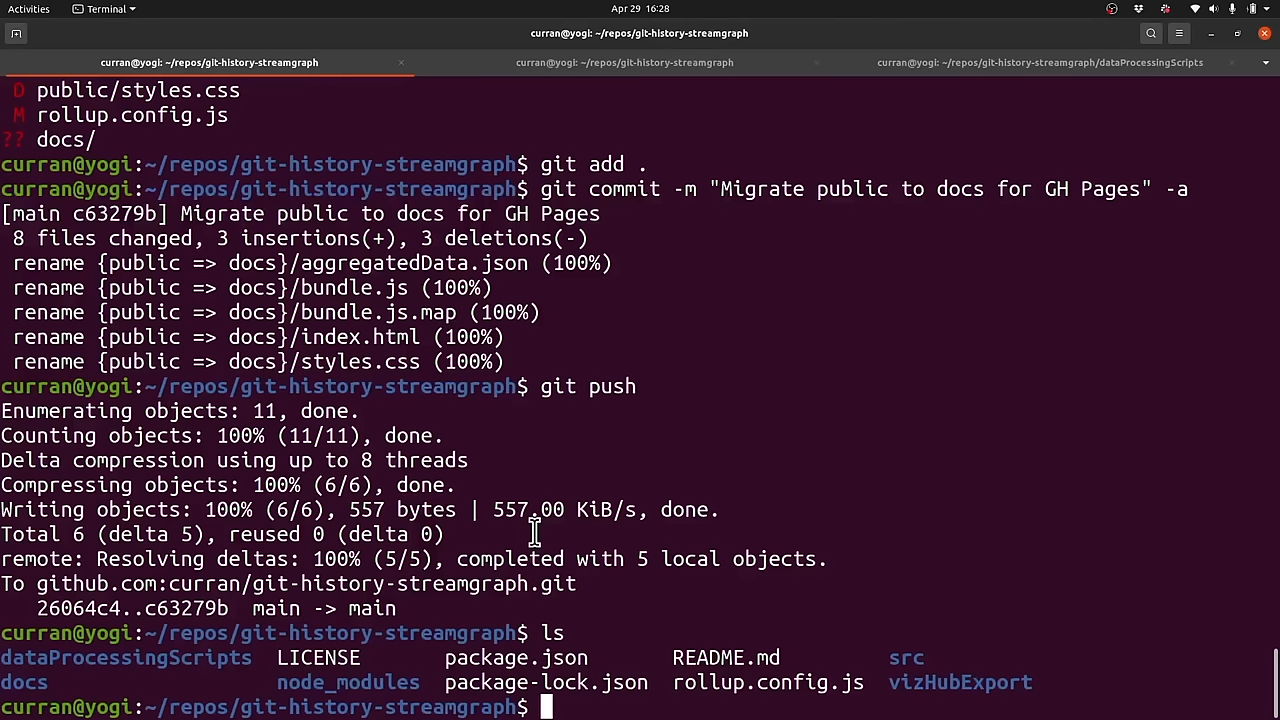 Activities Terminal Apr 29 16:28
curran@yogi: ~/repos/git-history-streamgraph
curran@yogi: ~/repos/git-history-streamgraph curran@yogi: ~/repos/git-history-streamgraph curran@yogi: ~/repos/git-history-streamgraph/dataProcessingScripts
D public/styles.css
M rollup.config.js
?? docs/
curran@yogi:~/repos/git-history-streamgraph$ git add .
curran@yogi:~/repos/git-history-streamgraph$ git commit -m "Migrate public to docs for GH Pages" -a
[main c63279b] Migrate public to docs for GH Pages
8 files changed, 3 insertions(+), 3 deletions(-)
rename {public => docs}/aggregatedData.json (100%)
rename {public => docs}/bundle.js (100%)
rename {public => docs}/bundle.js.map (100%)
rename {public => docs}/index.html (100%)
rename {public => docs}/styles.css (100%)
curran@yogi:~/repos/git-history-streamgraph$ git push
Enumerating objects: 11, done.
Counting objects: 100% (11/11), done.
Delta compression using up to 8 threads
Compressing objects: 100% (6/6), done.
Writing objects: 100% (6/6), 557 bytes | 557.00 KiB/s, done.
Total 6 (delta 5), reused 0 (delta 0)
remote: Resolving deltas: 100% (5/5), completed with 5 local objects.
To github.com:curran/git-history-streamgraph.git
26064c4..c63279b main -> main
curran@yogi:~/repos/git-history-streamgraph$ ls
dataProcessingScripts LICENSE package.json README.md src
docs node_modules package-lock.json rollup.config.js vizHubExport
curran@yogi:~/repos/git-history-streamgraph$